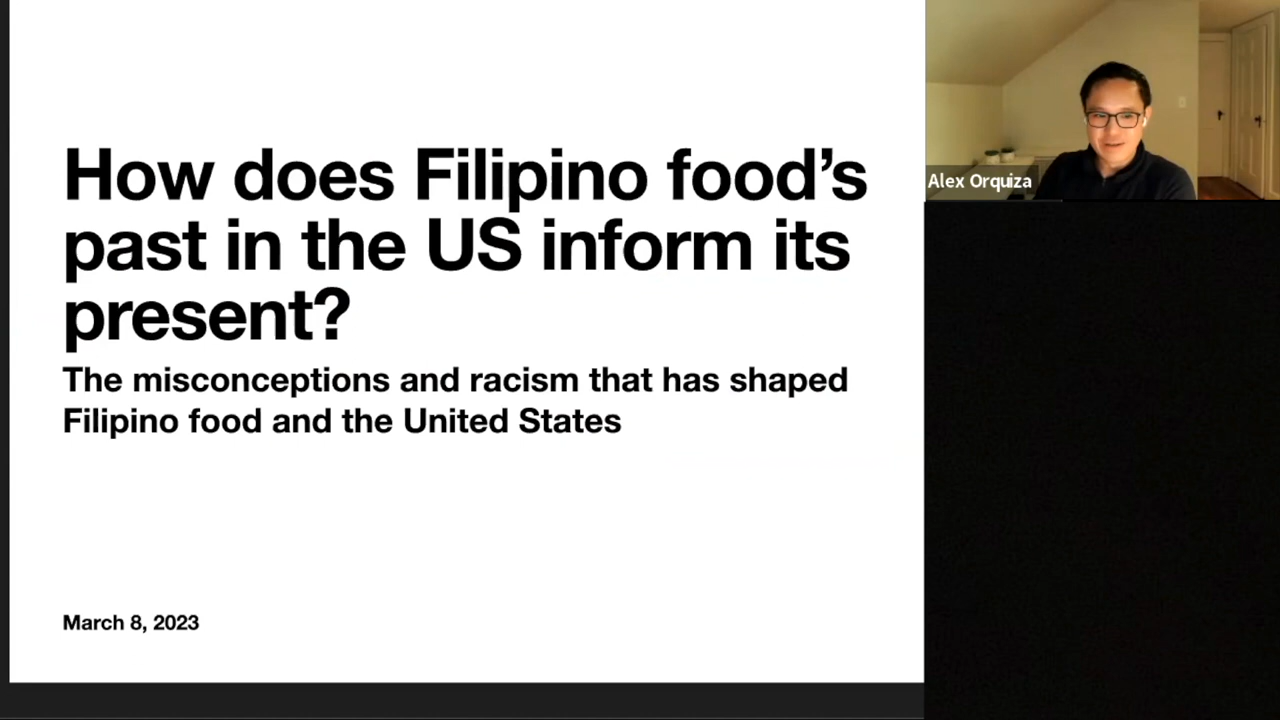 How does Filipino food’s
past in the US inform its
present?
The misconceptions and racism that has shaped
Filipino food and the United States
March 8, 2023
Alex Orquiza